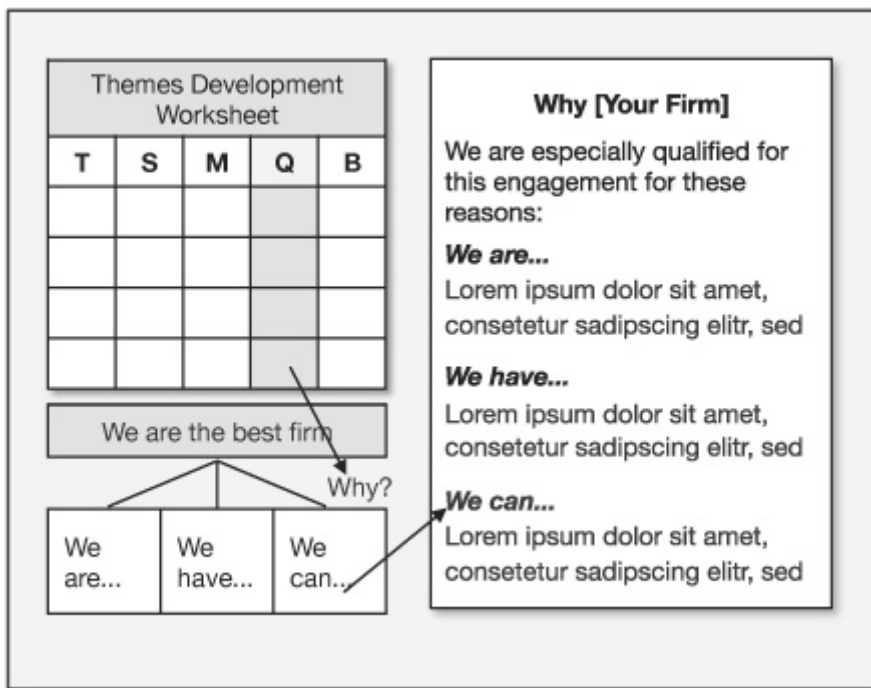 Themes Development
Worksheet
T S M Q B
We are the best firm
Why?
We
are...
We
have...
We
can...
Why [Your Firm]
We are especially qualified for
this engagement for these
reasons:
We are...
Lorem ipsum dolor sit amet,
consetetur sadipscing elitr, sed
We have...
Lorem ipsum dolor sit amet,
consetetur sadipscing elitr, sed
We can...
Lorem ipsum dolor sit amet,
consetetur sadipscing elitr, sed